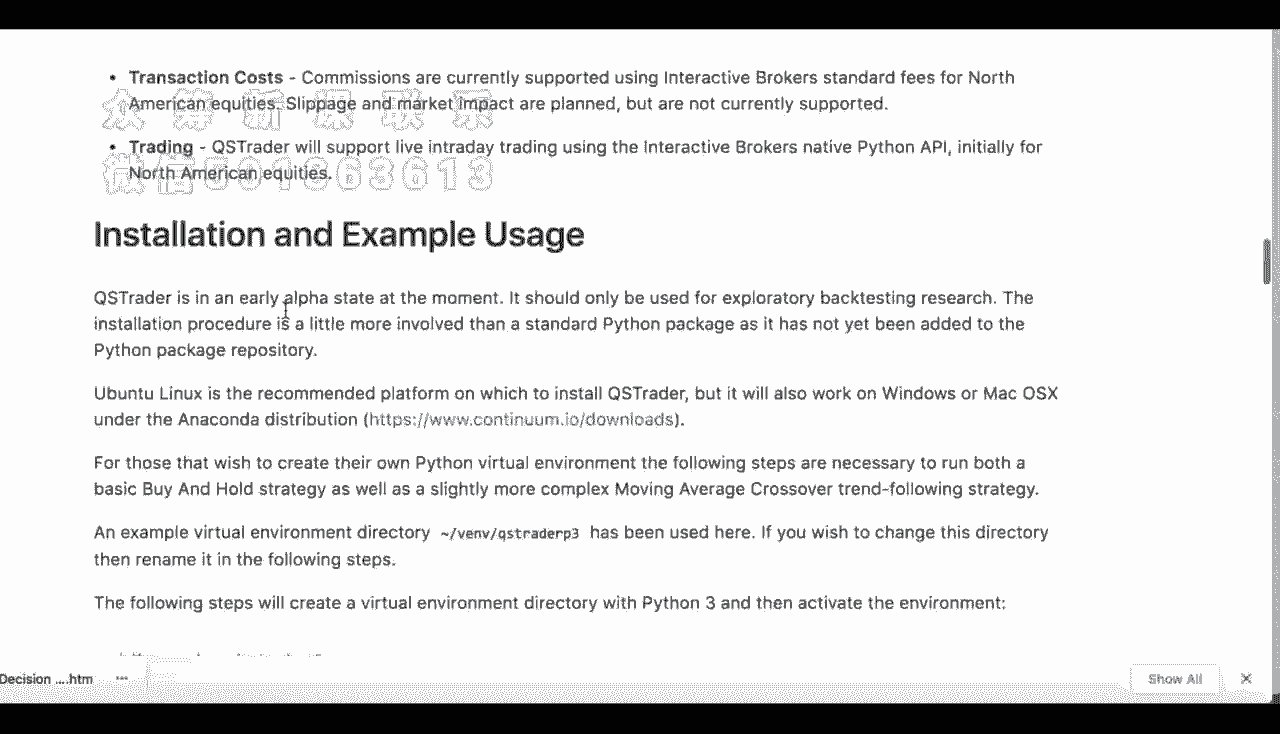 • Transaction Costs - Commissions are currently supported using Interactive Brokers standard fees for North
American equities. Slippage and market impact are planned, but are not currently supported.
• Trading - QSTrader will support live intraday trading using the Interactive Brokers native Python API, initially for
North American equities.
Installation and Example Usage
QSTrader is in an early alpha state at the moment. It should only be used for exploratory backtesting research. The
installation procedure is a little more involved than a standard Python package as it has not yet been added to the
Python package repository.
Ubuntu Linux is the recommended platform on which to install QSTrader, but it will also work on Windows or Mac OSX
under the Anaconda distribution (https://www.continuum.io/downloads).
For those that wish to create their own Python virtual environment the following steps are necessary to run both a
basic Buy And Hold strategy as well as a slightly more complex Moving Average Crossover trend-following strategy.
An example virtual environment directory ~/venv/qstraderp3 has been used here. If you wish to change this directory
then rename it in the following steps.
The following steps will create a virtual environment directory with Python 3 and then activate the environment:
Decision ....htm
Show All